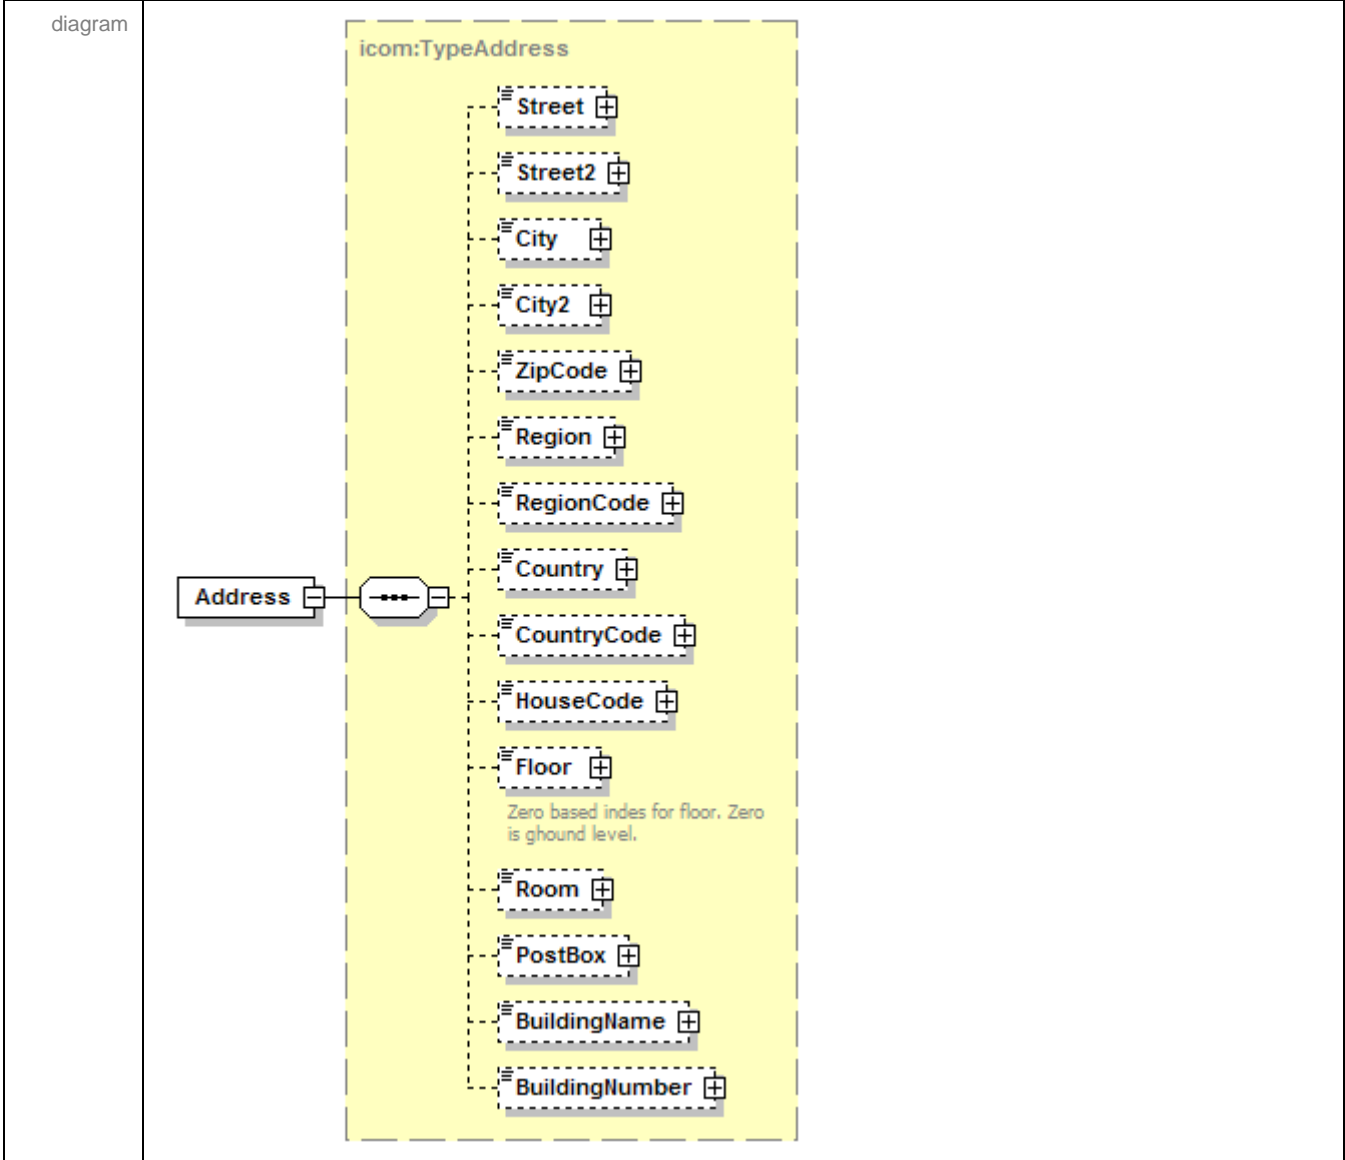 diagram
icom:TypeAddress
Street
Street2
City
City2
ZipCode
Region
RegionCode
Country
Address
CountryCode
HouseCode
Floor
Zero based indes for floor. Zero
is ghound level.
Room
PostBox
BuildingName
BuildingNumber